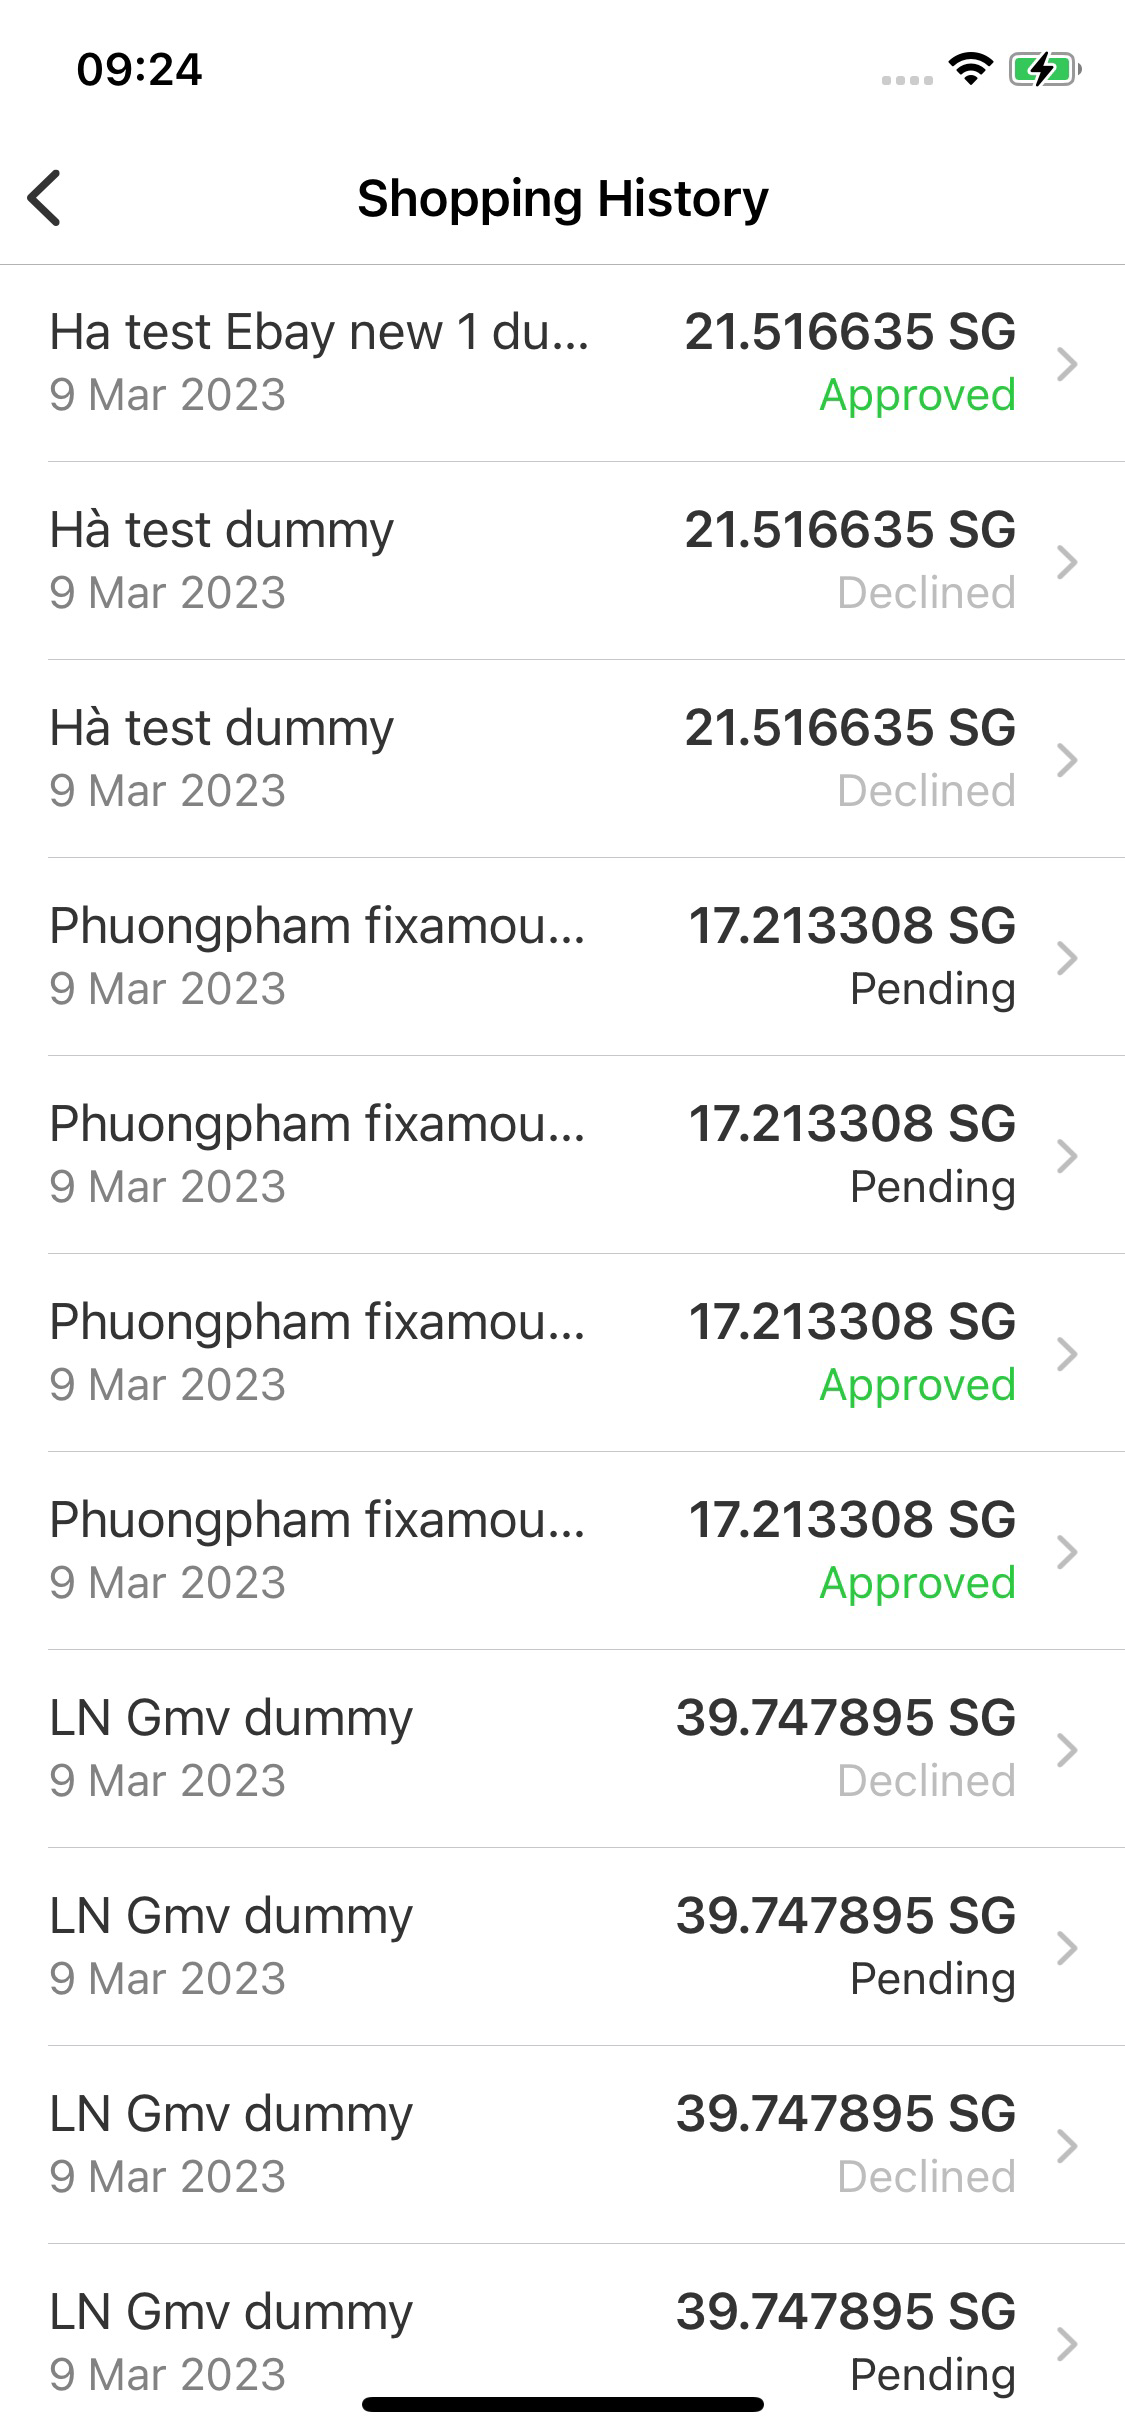 09:24
Shopping History
Ha test Ebay new 1 du... 21.516635 SG
9 Mar 2023 Approved
Hà test dummy 21.516635 SG
9 Mar 2023 Declined
Hà test dummy 21.516635 SG
9 Mar 2023 Declined
Phuongpham fixamou... 17.213308 SG
9 Mar 2023 Pending
Phuongpham fixamou... 17.213308 SG
9 Mar 2023 Pending
Phuongpham fixamou... 17.213308 SG
9 Mar 2023 Approved
Phuongpham fixamou... 17.213308 SG
9 Mar 2023 Approved
LN Gmv dummy 39.747895 SG
9 Mar 2023 Declined
LN Gmv dummy 39.747895 SG
9 Mar 2023 Pending
LN Gmv dummy 39.747895 SG
9 Mar 2023 Declined
LN Gmv dummy 39.747895 SG
9 Mar 2023 Pending